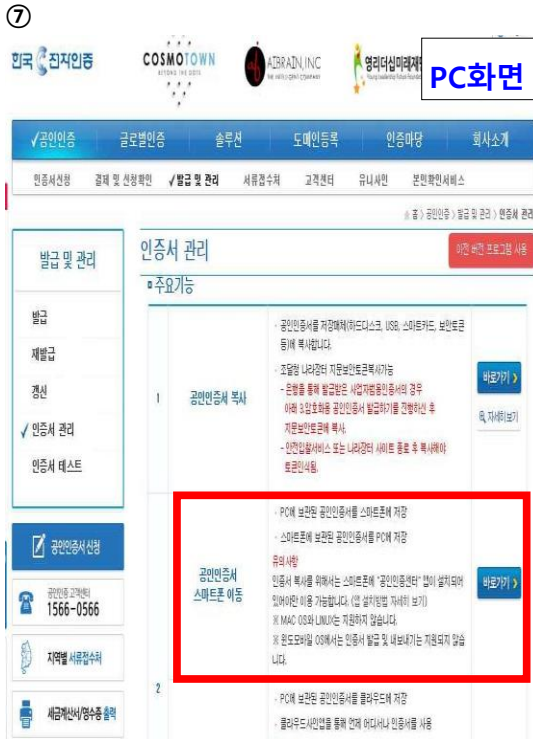 ⑦
한국전자인증
COSMOTOWN
BEYOND THE DOTS
AIBRAIN, INC
영리더십미래재
PC화면
✓공인인증 글로벌인증 솔루션 도메인등록 인증마당 회사소개
인증서신청 결제 및 신청확인 ✓발급 및 관리 서류접수처 고객센터 유니사인 본인확인서비스
홈 > 공인인증 > 발급 및 관리 > 인증서 관리
발급 및 관리
발급
재발급
갱신
✓ 인증서 관리
인증서 테스트
공인인증서 신청
공인인증 고객센터
1566-0566
지역별 서류접수처
세금계산서/영수증 출력
인증서 관리
이전 버전 프로그램 사용
주요기능
1
공인인증서 복사
· 공인인증서를 저장매체(하드디스크, USB, 스마트카드, 보안토큰
등)에 복사합니다.
· 조달청 나라장터 지문보안토큰복사가능
- 은행을 통해 발급받은 사업자범용인증서의 경우
아래 3.암호화용 공인인증서 발급하기를 진행하신 후
지문보안토큰에 복사.
- 안전입찰서비스 또는 나라장터 사이트 종료 후 복사해야
토큰인식됨.
바로가기 >
자세히보기
2
공인인증서
스마트폰 이동
· PC에 보관된 공인인증서를 스마트폰에 저장
· 스마트폰에 보관된 공인인증서를 PC에 저장
유의사항
인증서 복사를 위해서는 스마트폰에 "공인인증센터" 앱이 설치되어
있어야만 이용 가능합니다. (앱 설치방법 자세히 보기)
※ MAC OS와 LINUX는 지원하지 않습니다.
※ 윈도모바일 OS에서는 인증서 발급 및 내보내기는 지원되지 않습
니다.
바로가기 >
· PC에 보관된 공인인증서를 클라우드에 저장
· 클라우드사인앱을 통해 언제 어디서나 인증서를 사용